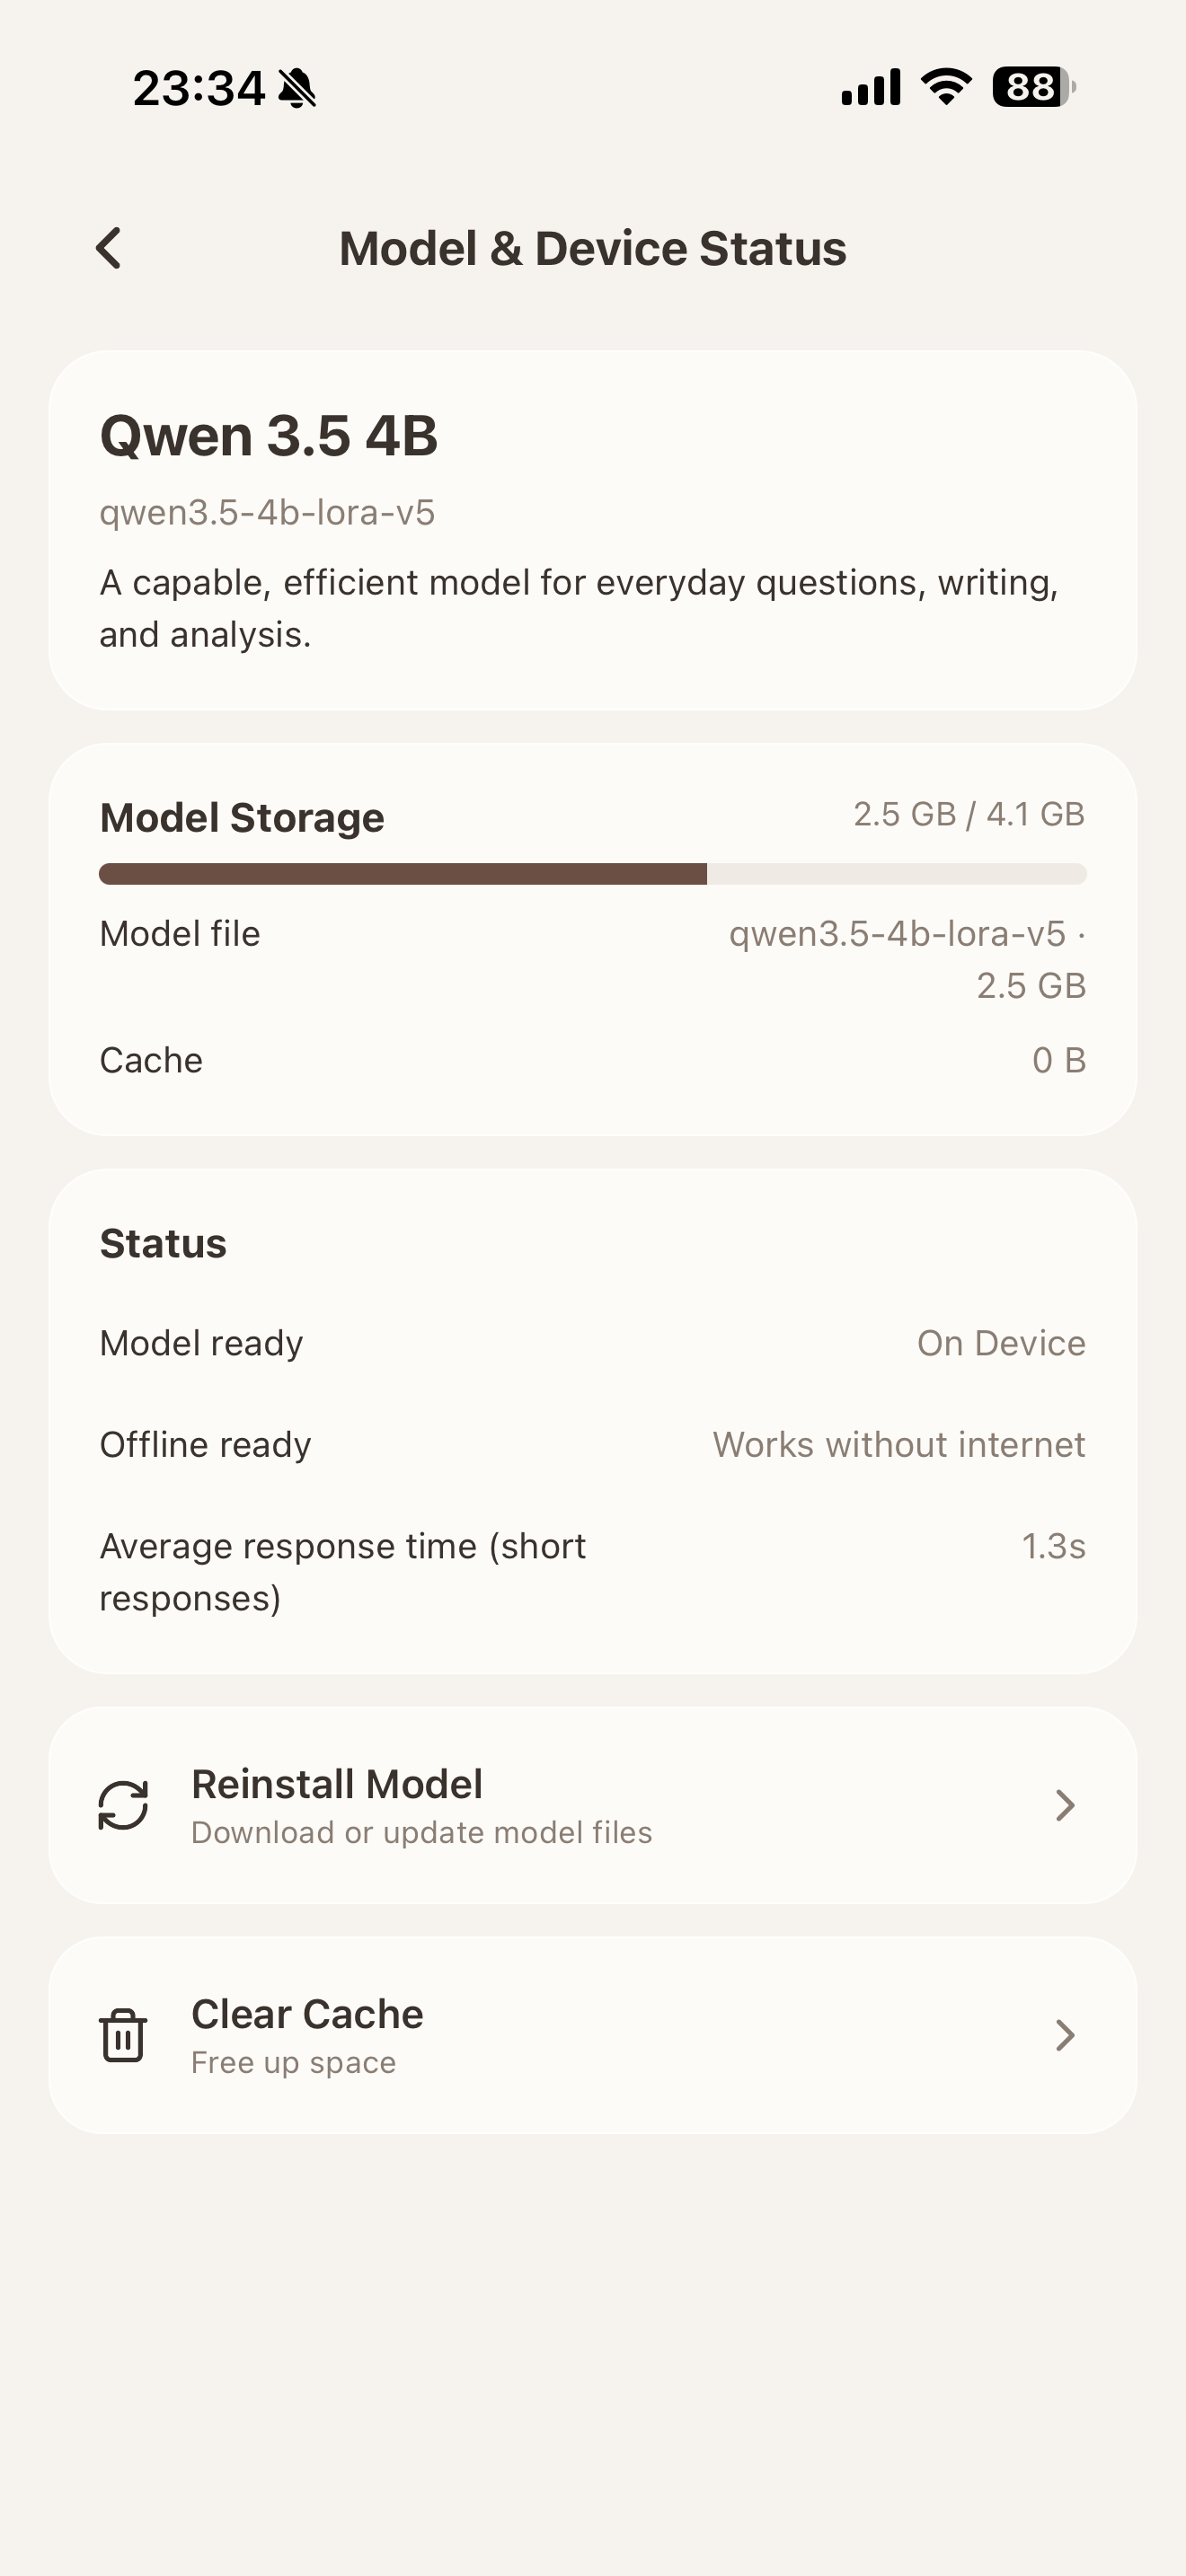 23:34
88
Model & Device Status
Qwen 3.5 4B
qwen3.5-4b-lora-v5
A capable, efficient model for everyday questions, writing,
and analysis.
Model Storage
2.5 GB / 4.1 GB
Model file
qwen3.5-4b-lora-v5 ·
2.5 GB
Cache
0 B
Status
Model ready
On Device
Offline ready
Works without internet
Average response time (short
responses)
1.3s
Reinstall Model
Download or update model files
Clear Cache
Free up space